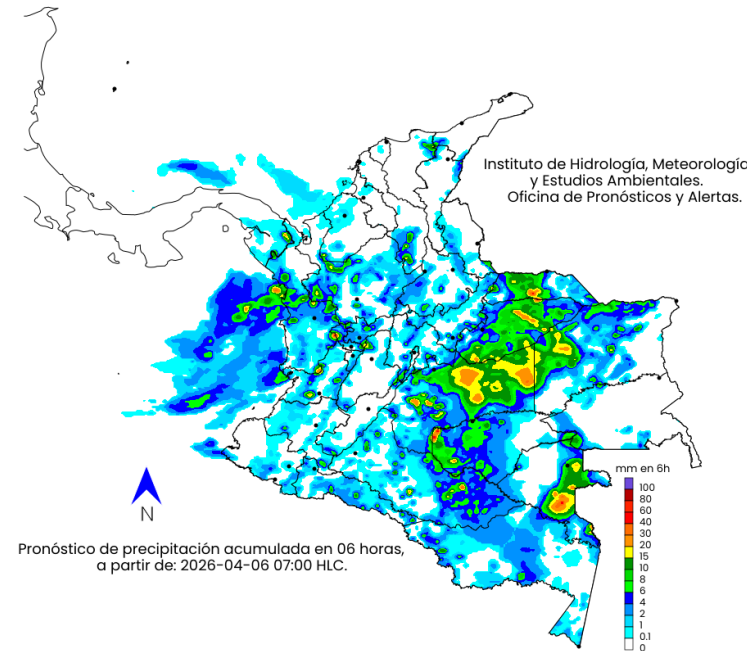 Instituto de Hidrología, Meteorología
y Estudios Ambientales.
Oficina de Pronósticos y Alertas.
mm en 6h
100
80
60
40
30
20
15
10
8
6
4
2
1
0.1
0
N
Pronóstico de precipitación acumulada en 06 horas,
a partir de: 2026-04-06 07:00 HLC.